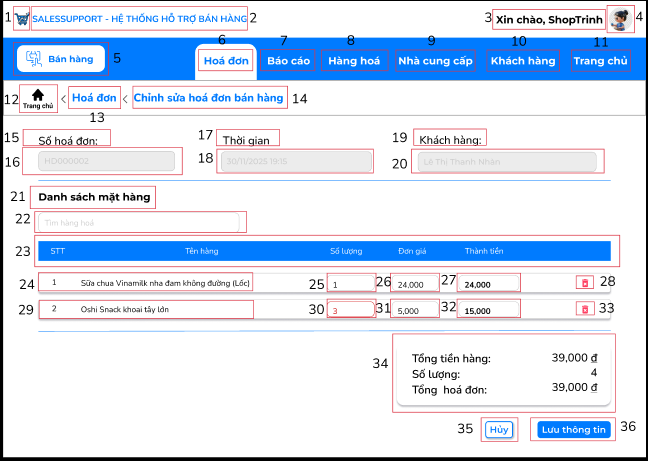 1 SALESSUPPORT - HỆ THỐNG HỖ TRỢ BÁN HÀNG 2 3 Xin chào, ShopTrinh 4
Bán hàng 5 6 Hoá đơn 7 Báo cáo 8 Hàng hoá 9 Nhà cung cấp 10 Khách hàng 11 Trang chủ
12 Trang chủ < Hoá đơn < Chỉnh sửa hoá đơn bán hàng 14
13
15 Số hoá đơn: 17 Thời gian 19 Khách hàng:
16 HD000002 18 30/11/2025 19:15 20 Lê Thị Thanh Nhàn
21 Danh sách mặt hàng
22 Tìm hàng hoá
23 STT Tên hàng Số lượng Đơn giá Thành tiền
24 1 Sữa chua Vinamilk nha đam không đường (Lốc) 25 1 26 24,000 27 24,000 28
29 2 Oshi Snack khoai tây lớn 30 3 31 5,000 32 15,000 33
34 Tổng tiền hàng: 39,000 đ
Số lượng: 4
Tổng hoá đơn: 39,000 đ
35 Hủy Lưu thông tin 36